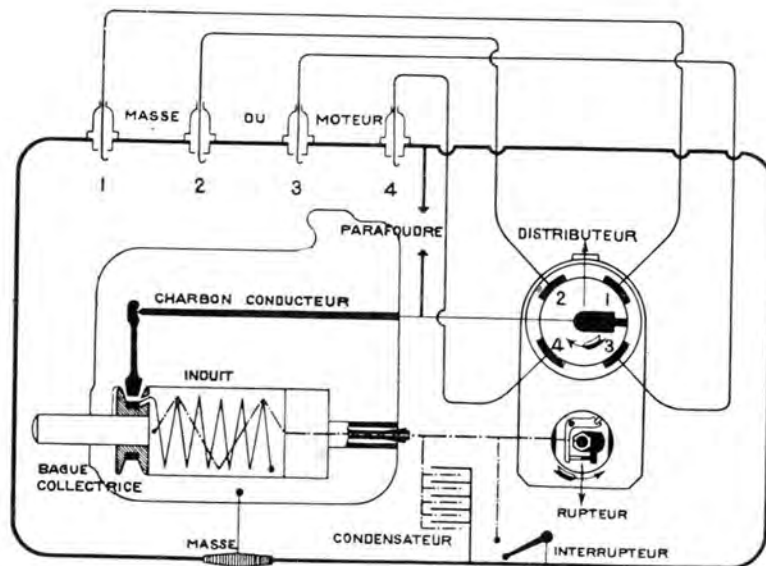 MASSE DU MOTEUR
1 2 3 4
PARAFOUDRE
DISTRIBUTEUR
2 1
4 3
CHARBON CONDUCTEUR
INDUIT
BAGUE
COLLECTRICE
RUPTEUR
CONDENSATEUR
INTERRUPTEUR
MASSE